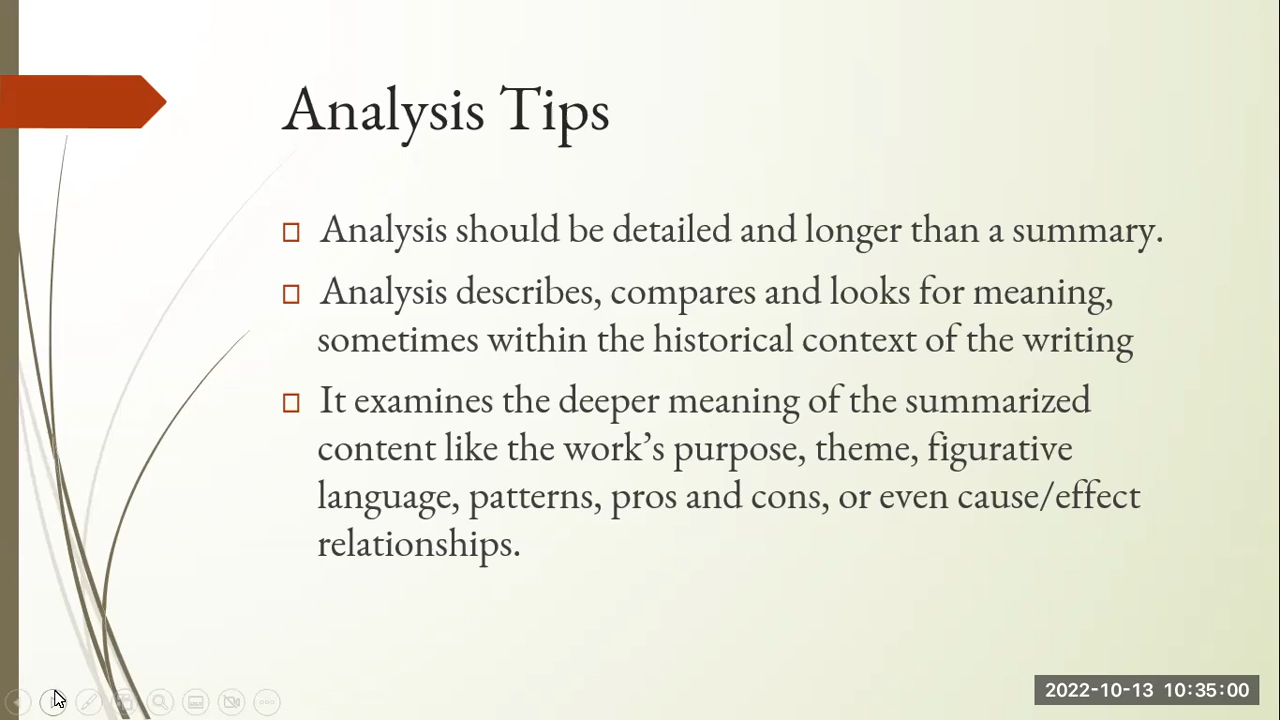 Analysis Tips
Analysis should be detailed and longer than a summary.
Analysis describes, compares and looks for meaning,
sometimes within the historical context of the writing
It examines the deeper meaning of the summarized
content like the work’s purpose, theme, figurative
language, patterns, pros and cons, or even cause/effect
relationships.
2022-10-13 10:35:00